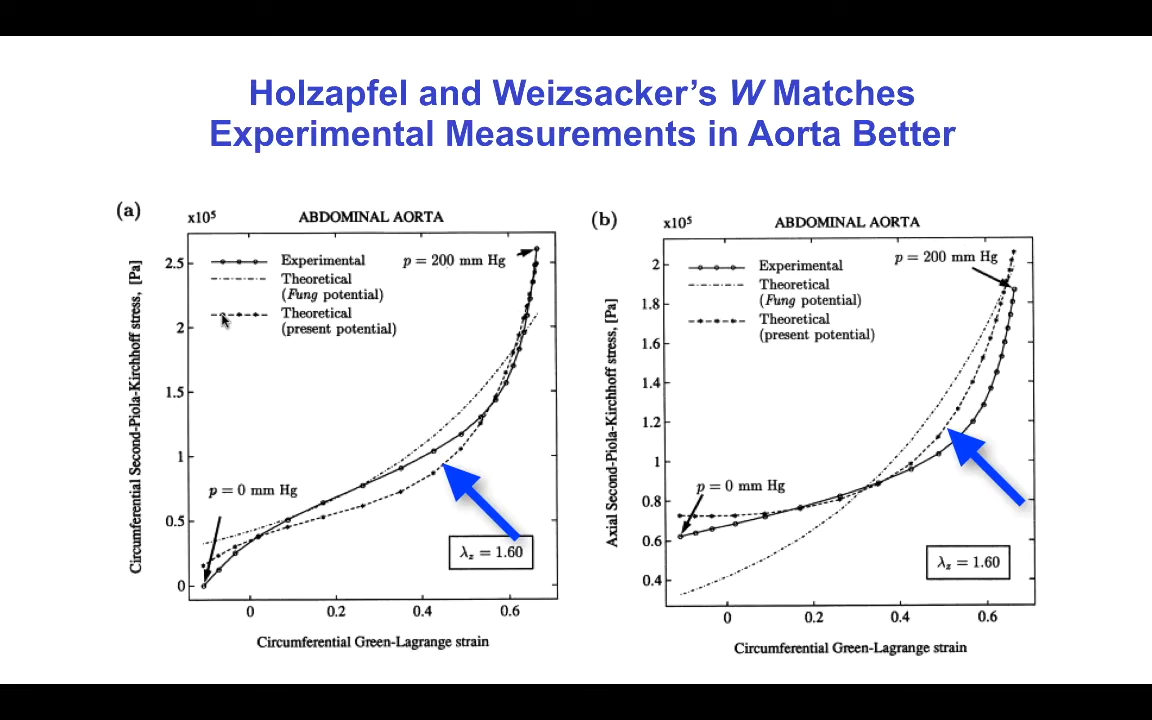 Holzapfel and Weizsacker's W Matches
Experimental Measurements in Aorta Better
(a)
x10⁵
ABDOMINAL AORTA
Experimental
Theoretical
(Fung potential)
Theoretical
(present potential)
p = 200 mm Hg
p = 0 mm Hg
λz = 1.60
Circumferential Second-Piola-Kirchhoff stress, [Pa]
2.5
2
1.5
1
0.5
0
0 0.2 0.4 0.6
Circumferential Green-Lagrange strain
(b)
x10⁵
ABDOMINAL AORTA
Experimental
Theoretical
(Fung potential)
Theoretical
(present potential)
p = 200 mm Hg
p = 0 mm Hg
λz = 1.60
Axial Second-Piola-Kirchhoff stress, [Pa]
2
1.8
1.6
1.4
1.2
1
0.8
0.6
0.4
0 0.2 0.4 0.6
Circumferential Green-Lagrange strain